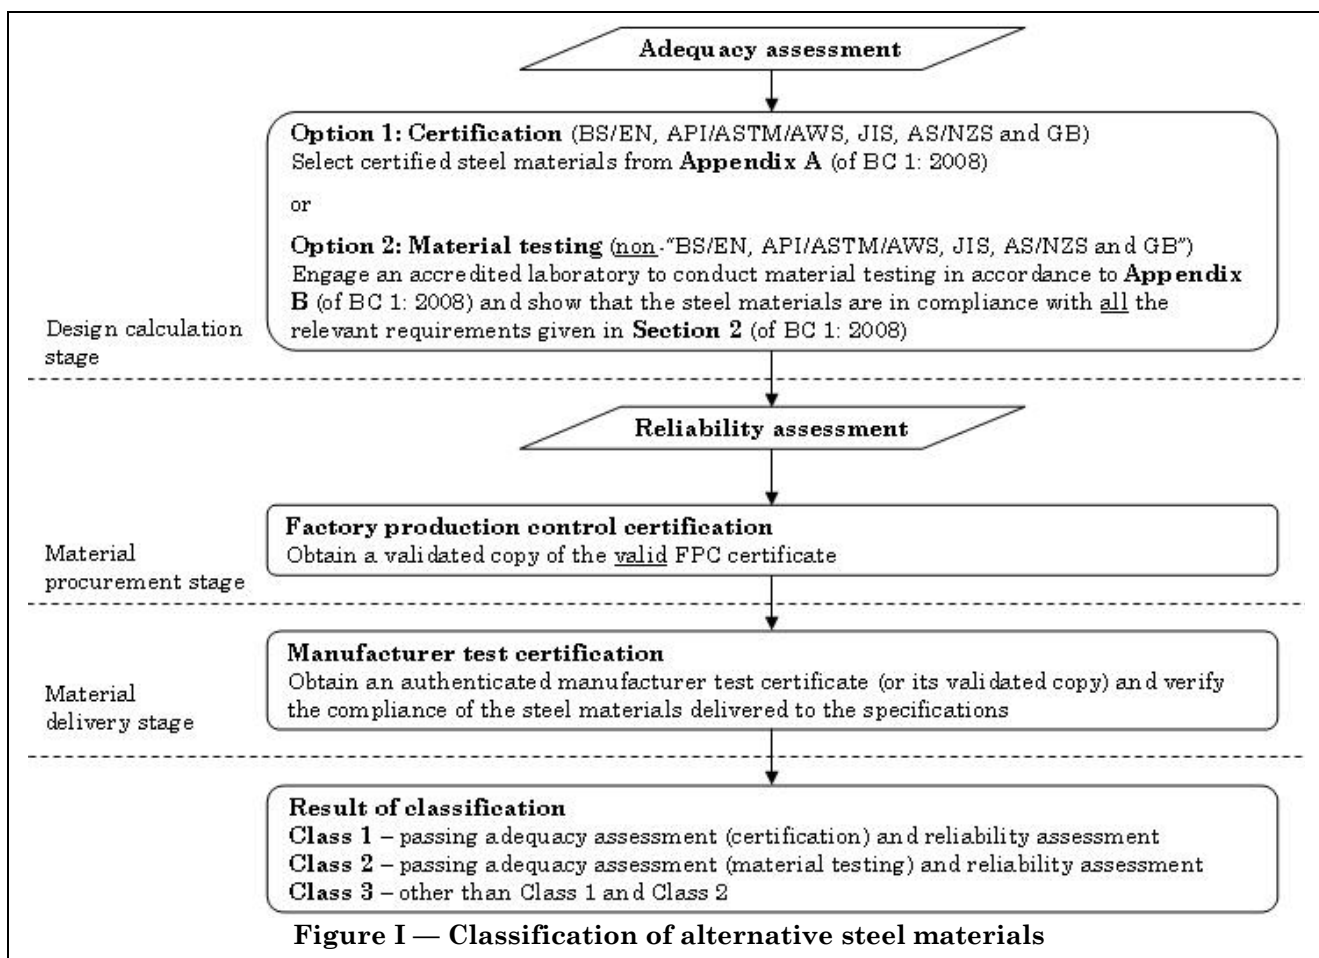 Adequacy assessment
Option 1: Certification (BS/EN, API/ASTM/AWS, JIS, AS/NZS and GB)
Select certified steel materials from Appendix A (of BC 1: 2008)
or
Option 2: Material testing (non-“BS/EN, API/ASTM/AWS, JIS, AS/NZS and GB”)
Engage an accredited laboratory to conduct material testing in accordance to Appendix
B (of BC 1: 2008) and show that the steel materials are in compliance with all the
relevant requirements given in Section 2 (of BC 1: 2008)
Design calculation
stage
Reliability assessment
Factory production control certification
Obtain a validated copy of the valid FPC certificate
Material
procurement stage
Manufacturer test certification
Obtain an authenticated manufacturer test certificate (or its validated copy) and verify
the compliance of the steel materials delivered to the specifications
Material
delivery stage
Result of classification
Class 1 – passing adequacy assessment (certification) and reliability assessment
Class 2 – passing adequacy assessment (material testing) and reliability assessment
Class 3 – other than Class 1 and Class 2
Figure I — Classification of alternative steel materials